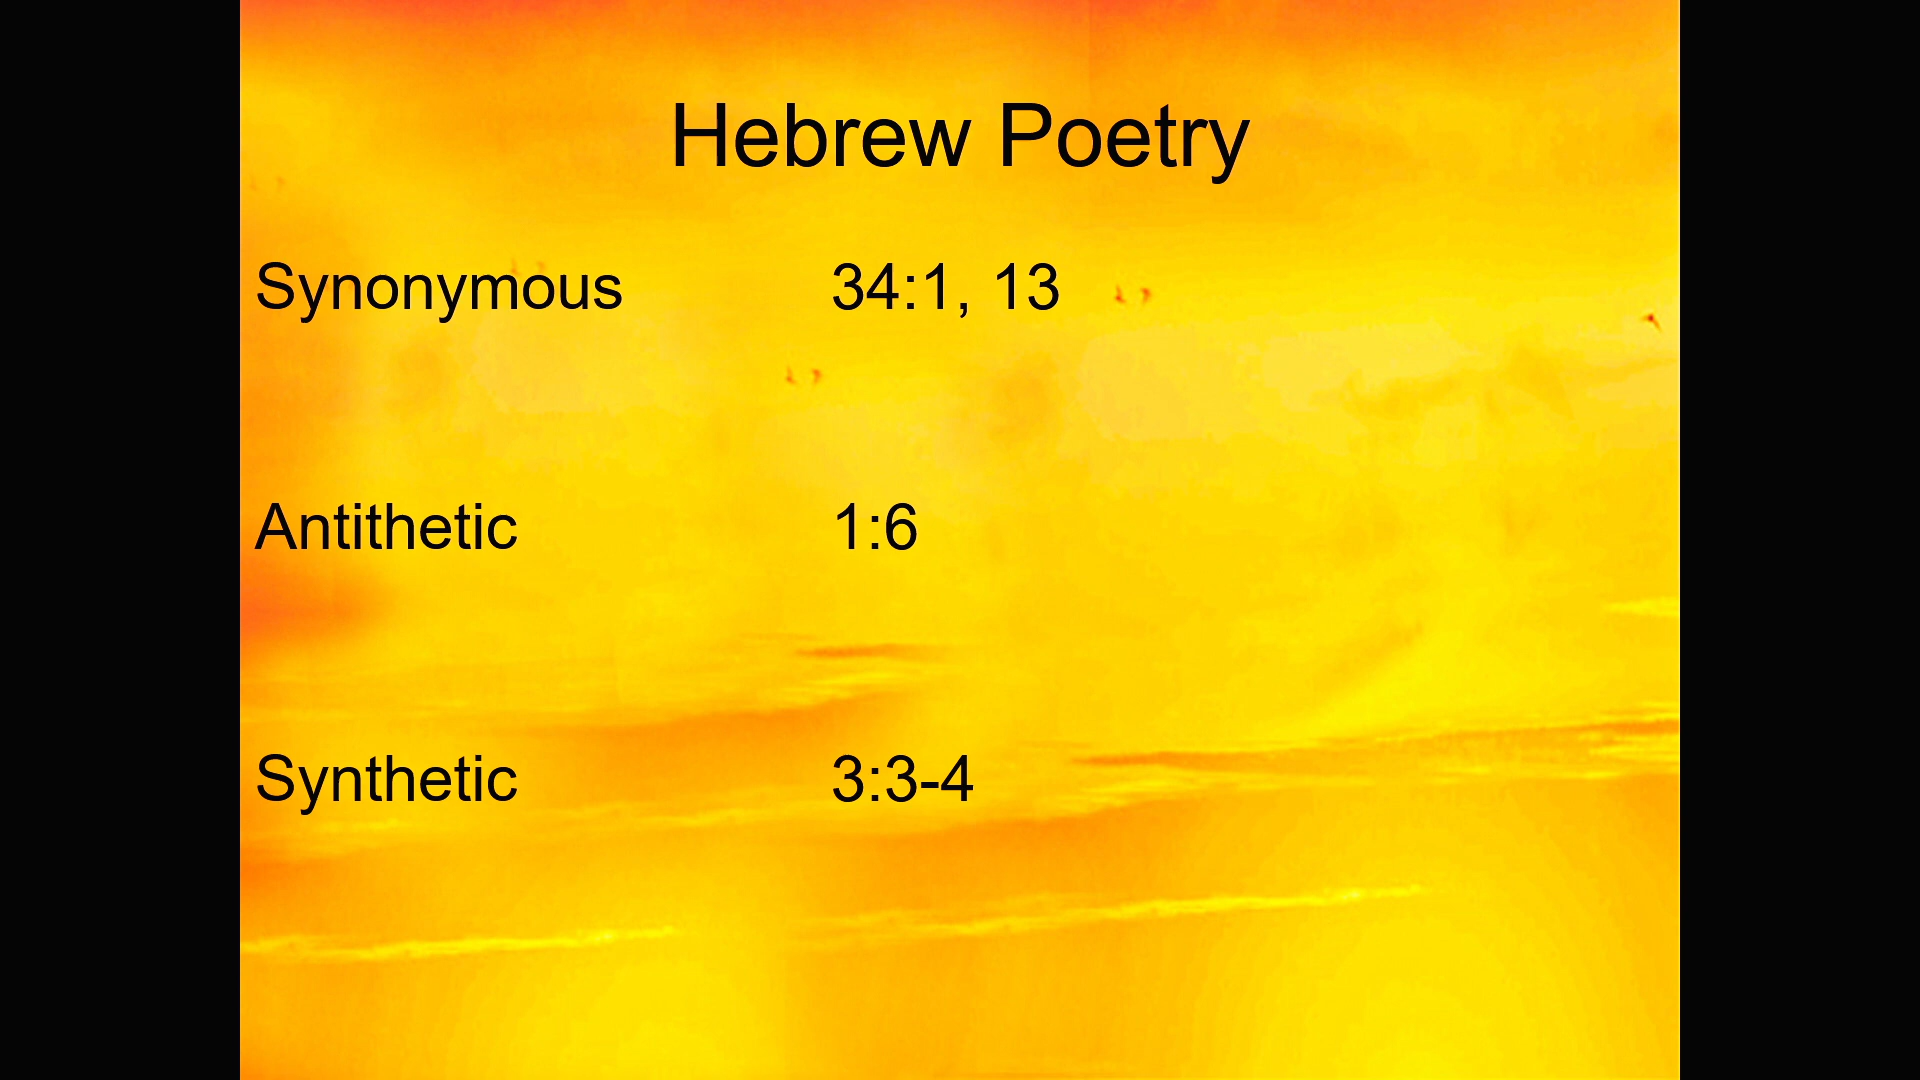 Hebrew Poetry
Synonymous 34:1, 13
Antithetic 1:6
Synthetic 3:3-4